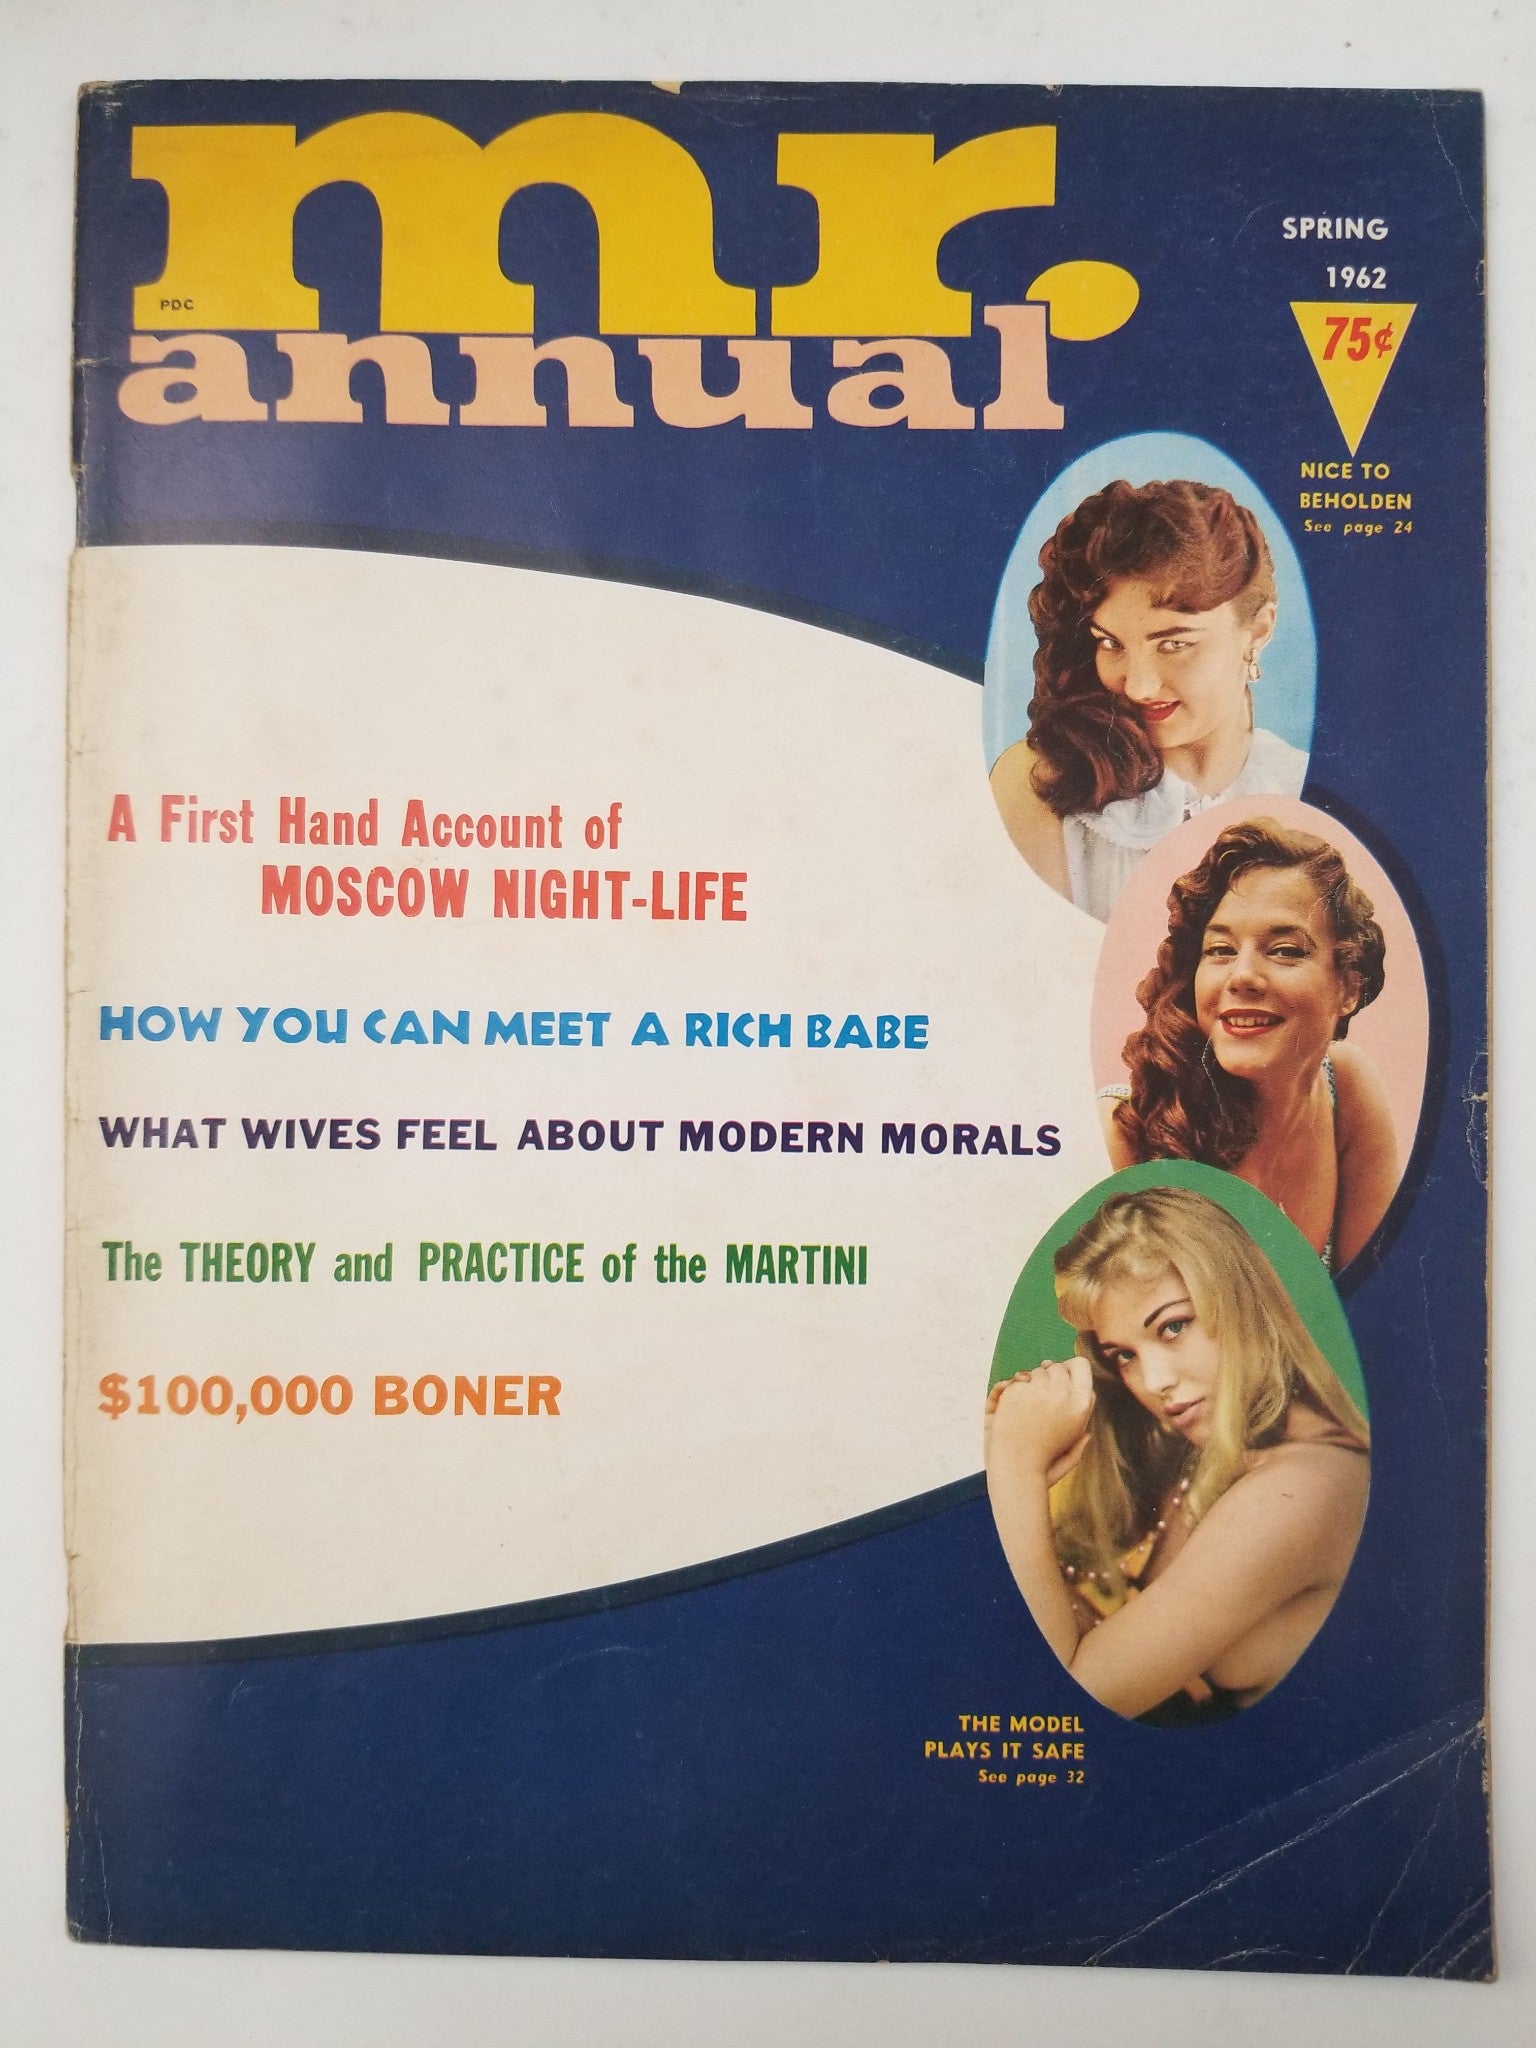 mr.
PDC
annual
SPRING
1962
75¢
NICE TO
BEHOLDEN
See page 24
A First Hand Account of
MOSCOW NIGHT-LIFE
HOW YOU CAN MEET A RICH BABE
WHAT WIVES FEEL ABOUT MODERN MORALS
The THEORY and PRACTICE of the MARTINI
$100,000 BONER
THE MODEL
PLAYS IT SAFE
See page 32